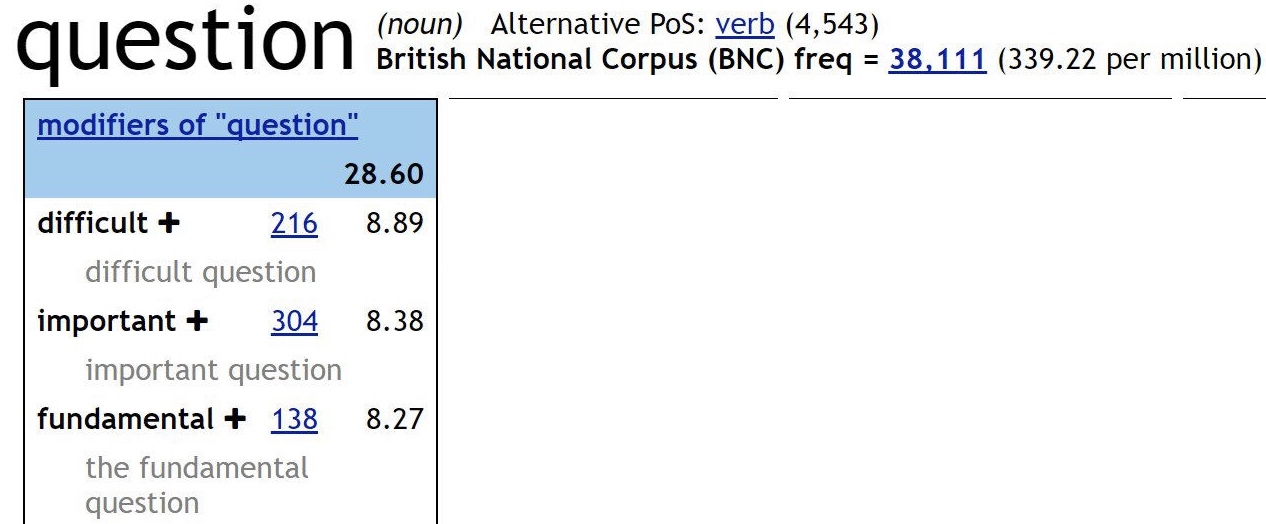 question (noun) Alternative PoS: verb (4,543)
British National Corpus (BNC) freq = 38,111 (339.22 per million)
modifiers of "question"
28.60
difficult + 216 8.89
difficult question
important + 304 8.38
important question
fundamental + 138 8.27
the fundamental
question